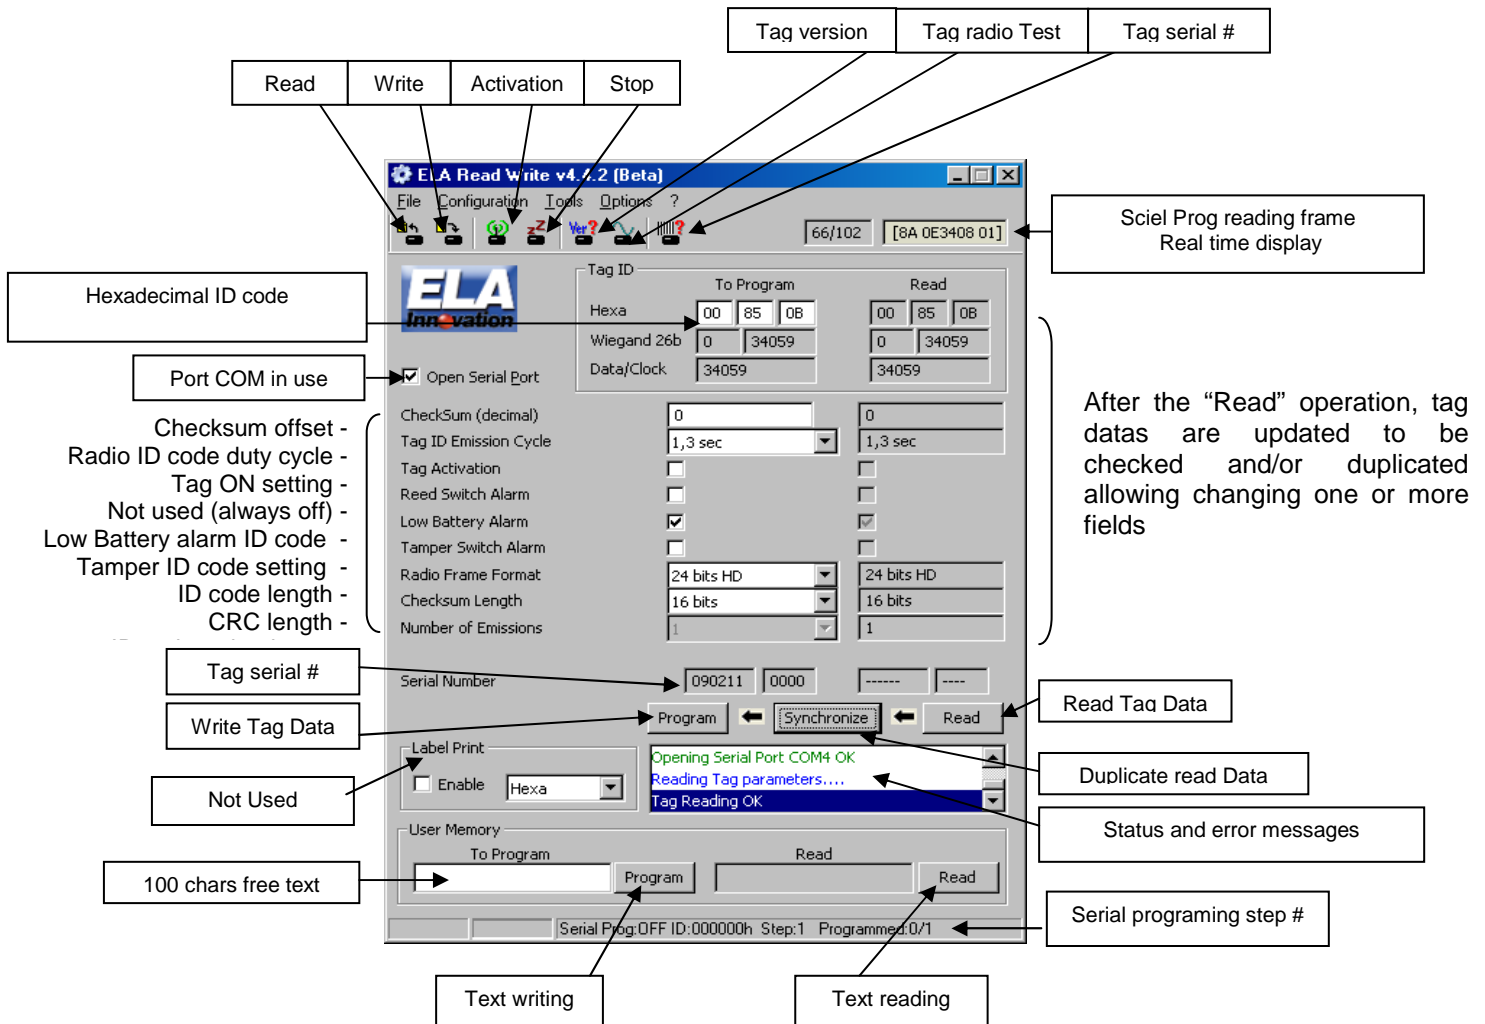 Tag version
Tag radio Test
Tag serial #
Read
Write
Activation
Stop
ELA Read Write v4.4.2 (Beta)
File Configuration Tools Options ?
Ver?
66/102
[8A 0E3408 01]
Sciel Prog reading frame
Real time display
Hexadecimal ID code
ELA
Innovation
Tag ID
To Program
Read
Hexa
00 85 0B
00 85 0B
Wiegand 26b
0 34059
0 34059
Data/Clock
34059
34059
Port COM in use
Open Serial Port
Checksum offset -
Radio ID code duty cycle -
Tag ON setting -
Not used (always off) -
Low Battery alarm ID code -
Tamper ID code setting -
ID code length -
CRC length -
CheckSum (decimal)
0
0
Tag ID Emission Cycle
1,3 sec
1,3 sec
Tag Activation
Reed Switch Alarm
Low Battery Alarm
Tamper Switch Alarm
Radio Frame Format
24 bits HD
24 bits HD
Checksum Length
16 bits
16 bits
Number of Emissions
1
1
After the “Read” operation, tag
datas are updated to be
checked and/or duplicated
allowing changing one or more
fields
Tag serial #
Serial Number
090211 0000
------ ----
Write Tag Data
Program
Synchronize
Read
Read Tag Data
Label Print
Enable
Hexa
Not Used
Opening Serial Port COM4 OK
Reading Tag parameters....
Tag Reading OK
Duplicate read Data
Status and error messages
User Memory
To Program
Read
100 chars free text
Program
Read
Serial Prog:OFF ID:000000h Step:1 Programmed:0/1
Serial programing step #
Text writing
Text reading